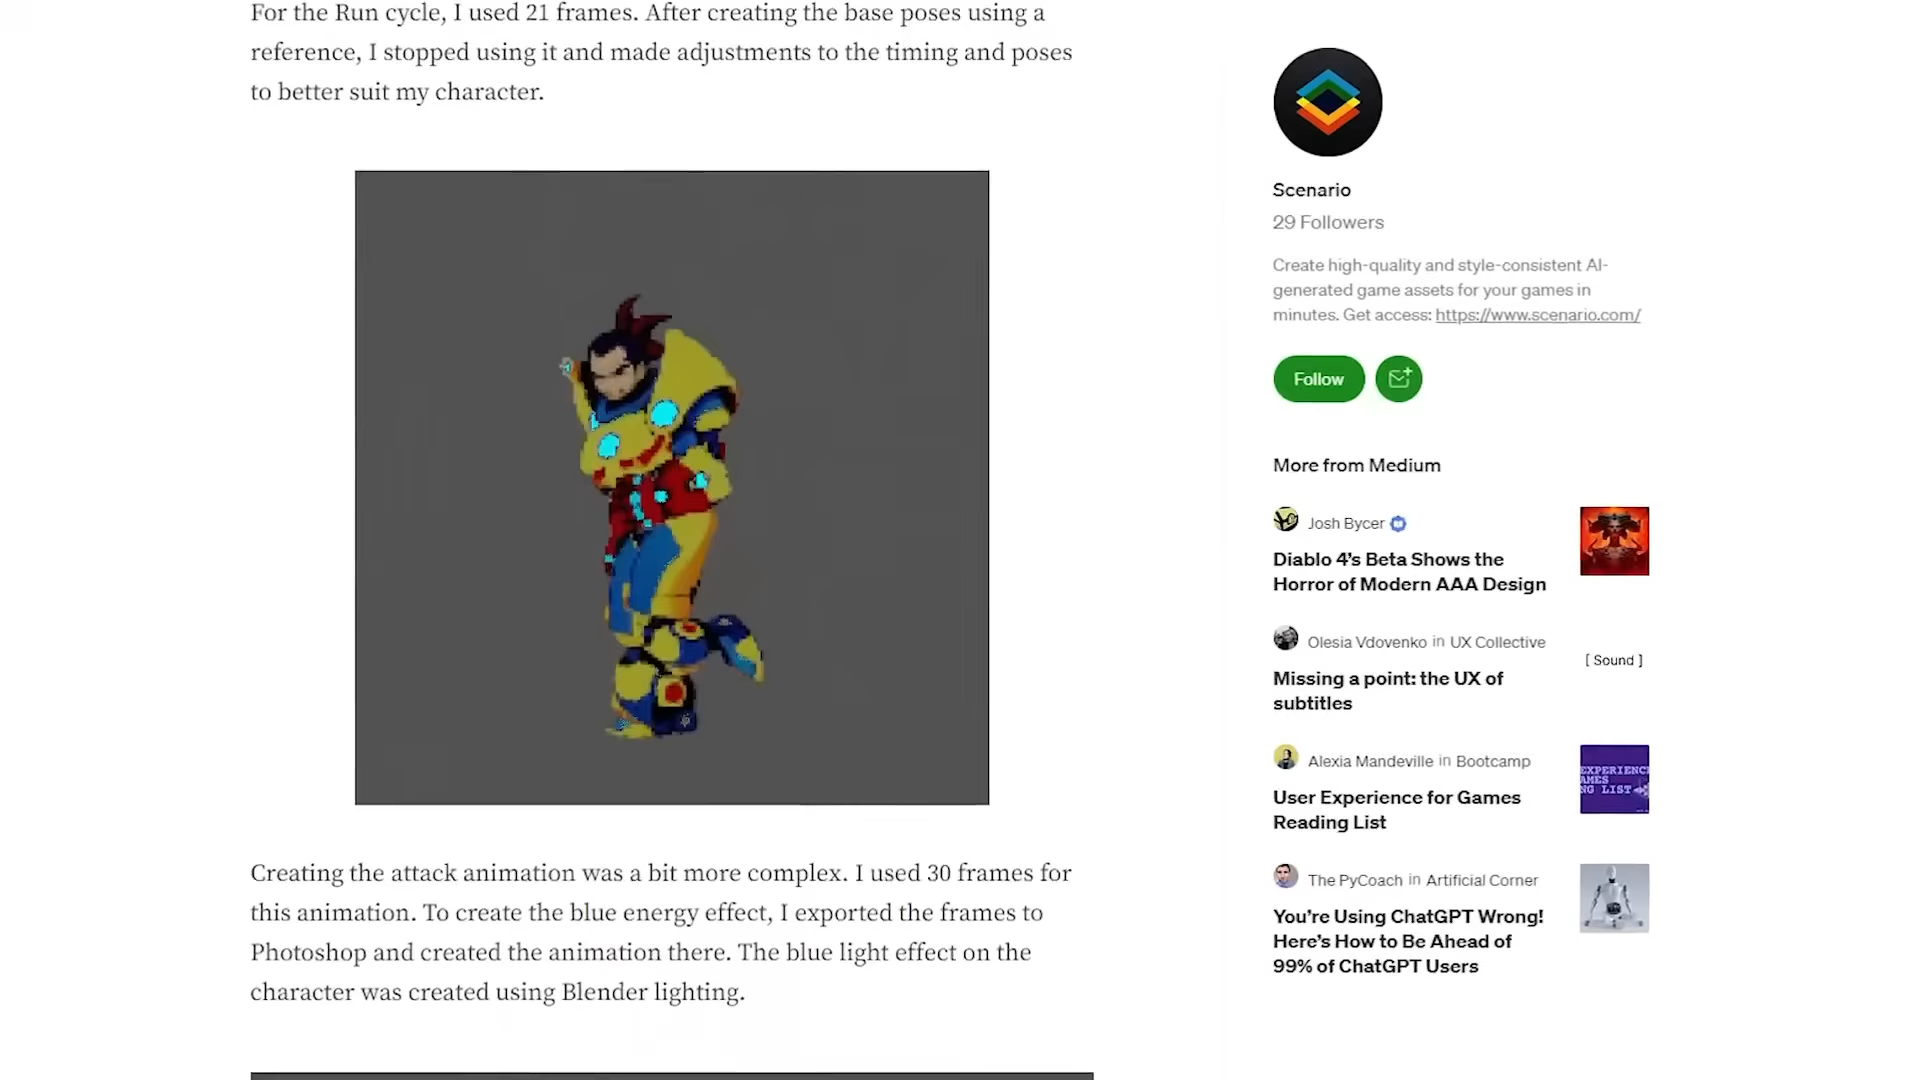 For the Run cycle, I used 21 frames. After creating the base poses using a
reference, I stopped using it and made adjustments to the timing and poses
to better suit my character.
Creating the attack animation was a bit more complex. I used 30 frames for
this animation. To create the blue energy effect, I exported the frames to
Photoshop and created the animation there. The blue light effect on the
character was created using Blender lighting.
Scenario
29 Followers
Create high-quality and style-consistent AI-
generated game assets for your games in
minutes. Get access: https://www.scenario.com/
Follow
More from Medium
Josh Bycer
Diablo 4’s Beta Shows the
Horror of Modern AAA Design
Olesia Vdovenko in UX Collective
Missing a point: the UX of
subtitles
[ Sound ]
Alexia Mandeville in Bootcamp
User Experience for Games
Reading List
EXPERIENC
AMES
NG LIST
The PyCoach in Artificial Corner
You’re Using ChatGPT Wrong!
Here’s How to Be Ahead of
99% of ChatGPT Users